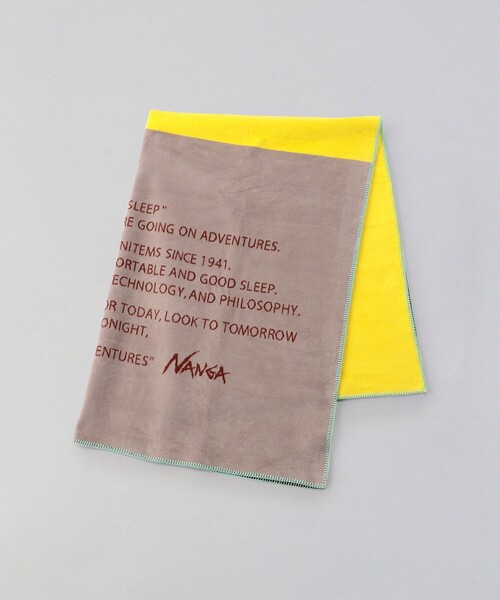 SLEEP"
RE GOING ON ADVENTURES.
NITEMS SINCE 1941.
ORTABLE AND GOOD SLEEP.
ECHNOLOGY, AND PHILOSOPHY.
OR TODAY, LOOK TO TOMORROW
ONIGHT,
ENTURES" NANGA